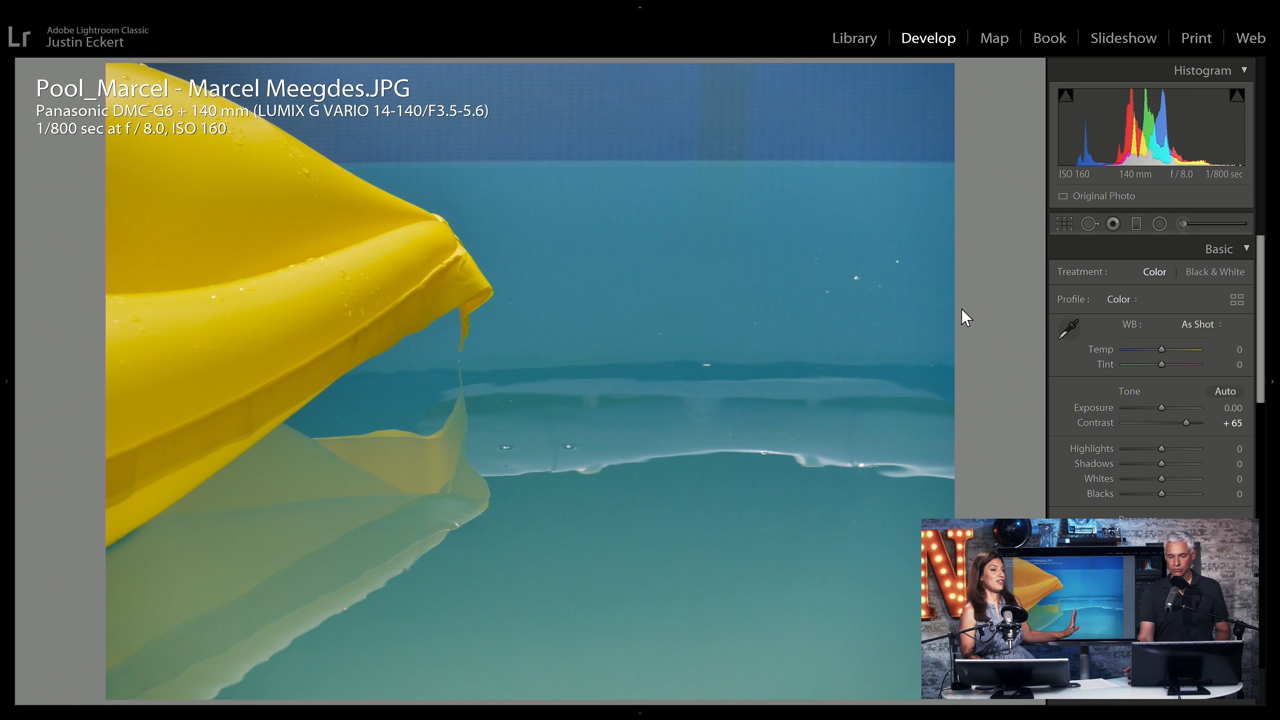 Lr
Adobe Lightroom Classic
Justin Eckert
Library Develop Map Book Slideshow Print Web
Pool_Marcel - Marcel Meegdes.JPG
Panasonic DMC-G6 + 140 mm (LUMIX G VARIO 14-140/F3.5-5.6)
1/800 sec at f / 8.0, ISO 160
Histogram
ISO 160 140 mm f / 8.0 1/800 sec
Original Photo
Basic
Treatment : Color Black & White
Profile : Color
WB : As Shot
Temp 0
Tint 0
Tone Auto
Exposure 0.00
Contrast + 65
Highlights 0
Shadows 0
Whites 0
Blacks 0
N